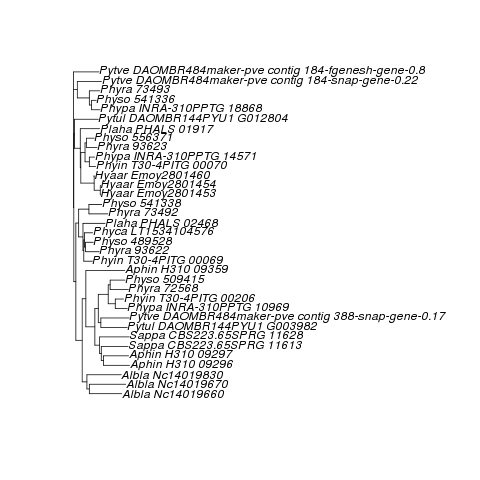 Pytve DAOMBR484maker-pve contig 184-fgenesh-gene-0.8
Pytve DAOMBR484maker-pve contig 184-snap-gene-0.22
Phyra 73493
Physo 541336
Phypa INRA-310PPTG 18868
Pytul DAOMBR144PYU1 G012804
Plaha PHALS 01917
Physo 556371
Phyra 93623
Phypa INRA-310PPTG 14571
Phyin T30-4PITG 00070
Hyaar Emoy2801460
Hyaar Emoy2801454
Hyaar Emoy2801453
Physo 541338
Phyra 73492
Plaha PHALS 02468
Phyca LT1534104576
Physo 489528
Phyra 93622
Phyin T30-4PITG 00069
Aphin H310 09359
Physo 509415
Phyra 72568
Phyin T30-4PITG 00206
Phypa INRA-310PPTG 10969
Pytve DAOMBR484maker-pve contig 388-snap-gene-0.17
Pytul DAOMBR144PYU1 G003982
Sappa CBS223.65SPRG 11628
Sappa CBS223.65SPRG 11613
Aphin H310 09297
Aphin H310 09296
Albla Nc14019830
Albla Nc14019670
Albla Nc14019660